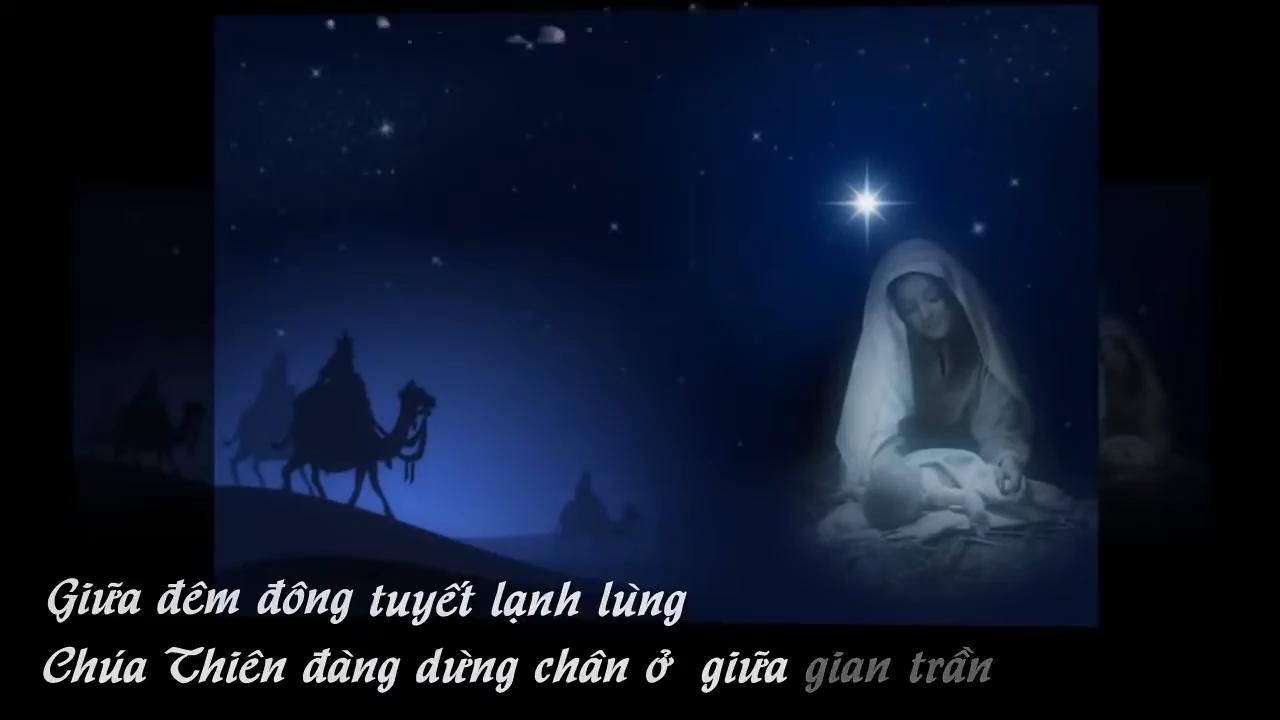 Giữa đêm đông tuyết lạnh lùng
Chúa Thiên đàng dừng chân ở giữa gian trần